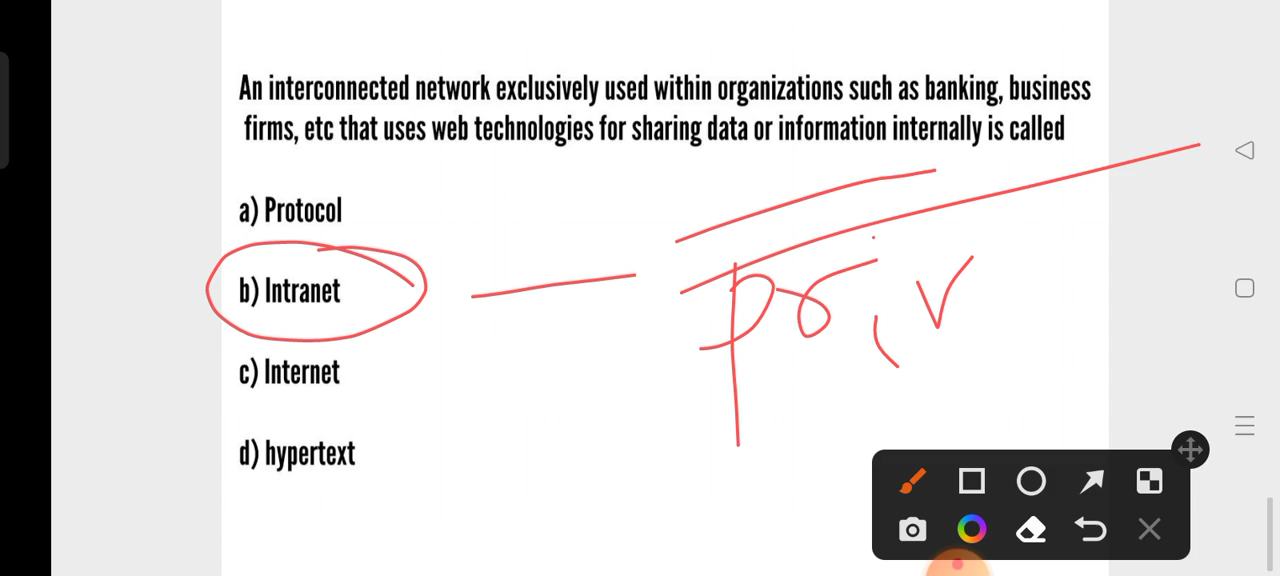 An interconnected network exclusively used within organizations such as banking, business
firms, etc that uses web technologies for sharing data or information internally is called
a) Protocol
b) Intranet
priv
c) Internet
d) hypertext